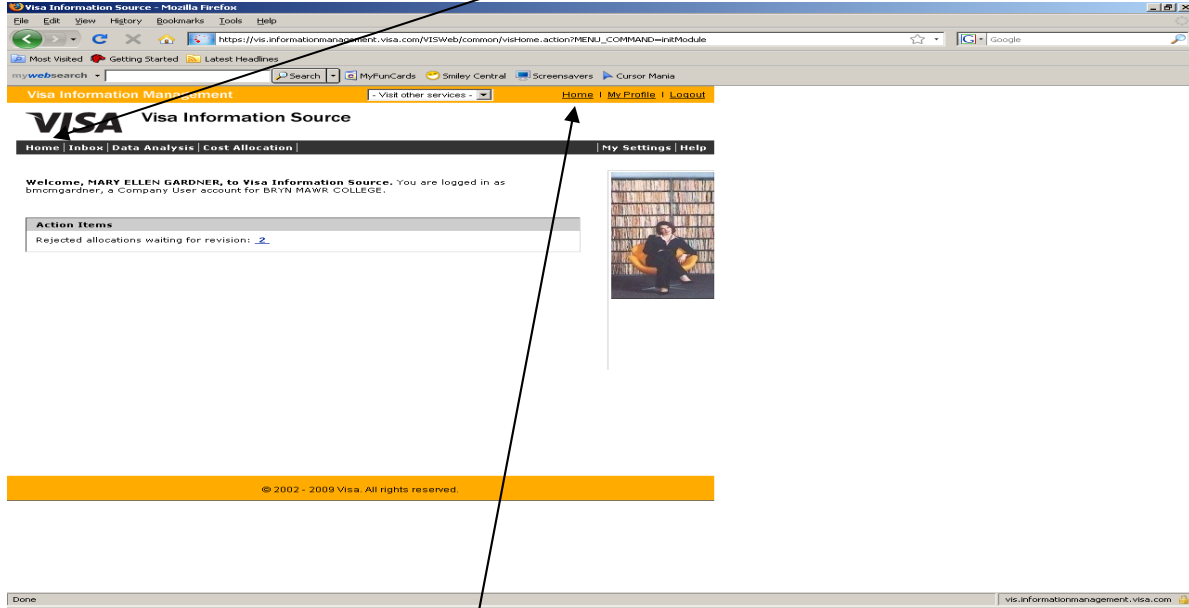 Visa Information Source - Mozilla Firefox
File Edit View History Bookmarks Tools Help
https://vis.informationmanagement.visa.com/VISWeb/common/visHome.action?MENU_COMMAND=initModule
G Google
Most Visited Getting Started Latest Headlines
mywebsearch Search MyFunCards Smiley Central Screensavers Cursor Mania
Visa Information Management - Visit other services - Home | My Profile | Logout
VISA Visa Information Source
Home | Inbox | Data Analysis | Cost Allocation | | My Settings | Help
Welcome, MARY ELLEN GARDNER, to Visa Information Source. You are logged in as
bmcmgardner, a Company User account for BRYN MAWR COLLEGE.
Action Items
Rejected allocations waiting for revision: 2
© 2002 - 2009 Visa. All rights reserved.
Done vis.informationmanagement.visa.com